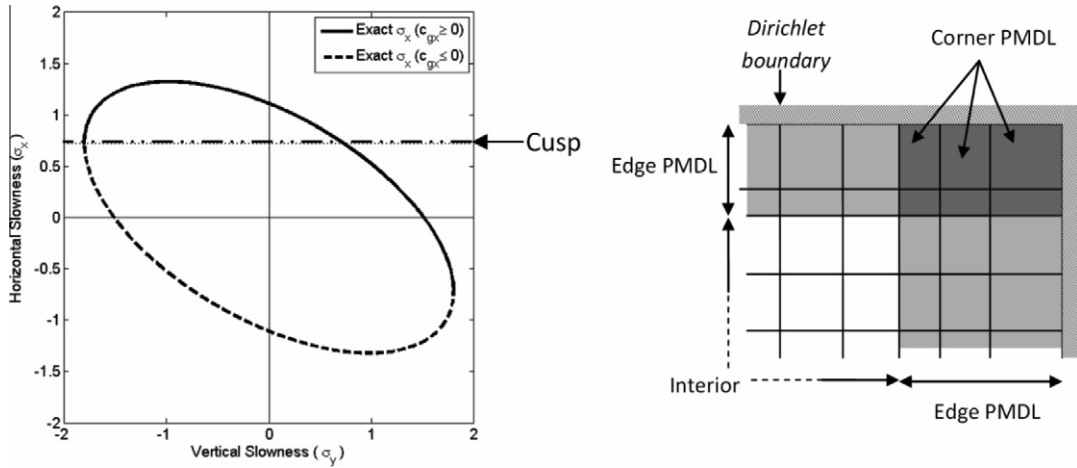 Exact σx (cgx≥ 0)
Exact σx (cgx≤ 0)
Horizontal Slowness (σx)
2
1.5
1
0.5
0
-0.5
-1
-1.5
-2
-2
-1
0
1
2
Vertical Slowness (σy)
Cusp
Dirichlet
boundary
Corner PMDL
Edge PMDL
Interior
Edge PMDL